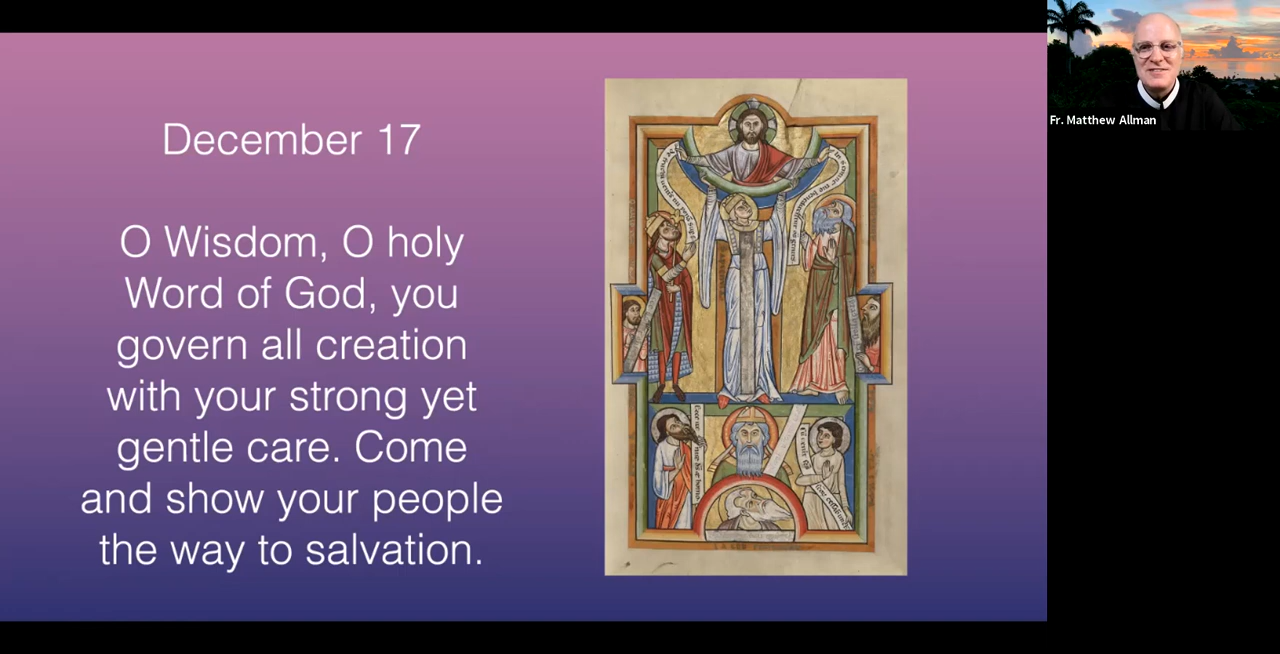 December 17
O Wisdom, O holy
Word of God, you
govern all creation
with your strong yet
gentle care. Come
and show your people
the way to salvation.
Fr. Matthew Allman